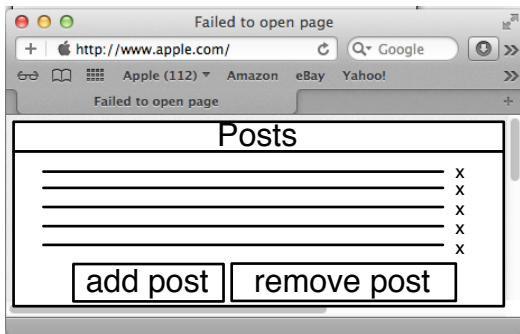 Failed to open page
http://www.apple.com/ Google
Apple (112) Amazon eBay Yahoo!
Failed to open page
Posts
x
x
x
x
x
add post remove post